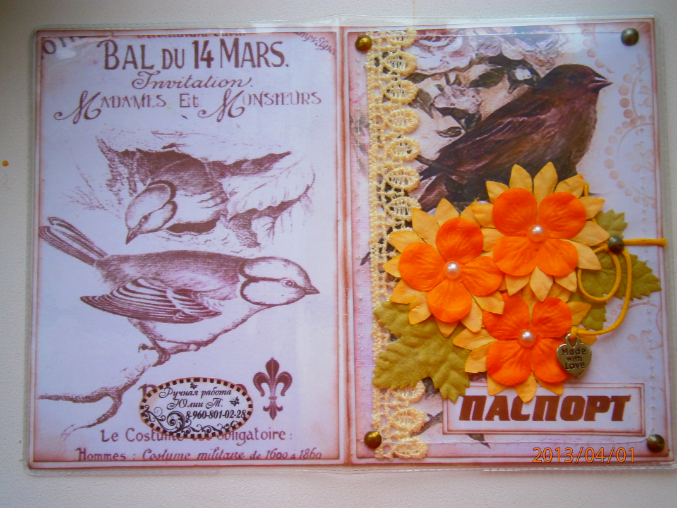 BAL DU 14 MARS.
Invitation.
MADAMES ET MONSIEURS
Ручная работа
Юлии М.
8-960-801-02-28
Le Costume obligatoire:
Hommes: Costume militaire de 1600 à 1860
Made
with
Love
ПАСПОРТ
2013/04/01